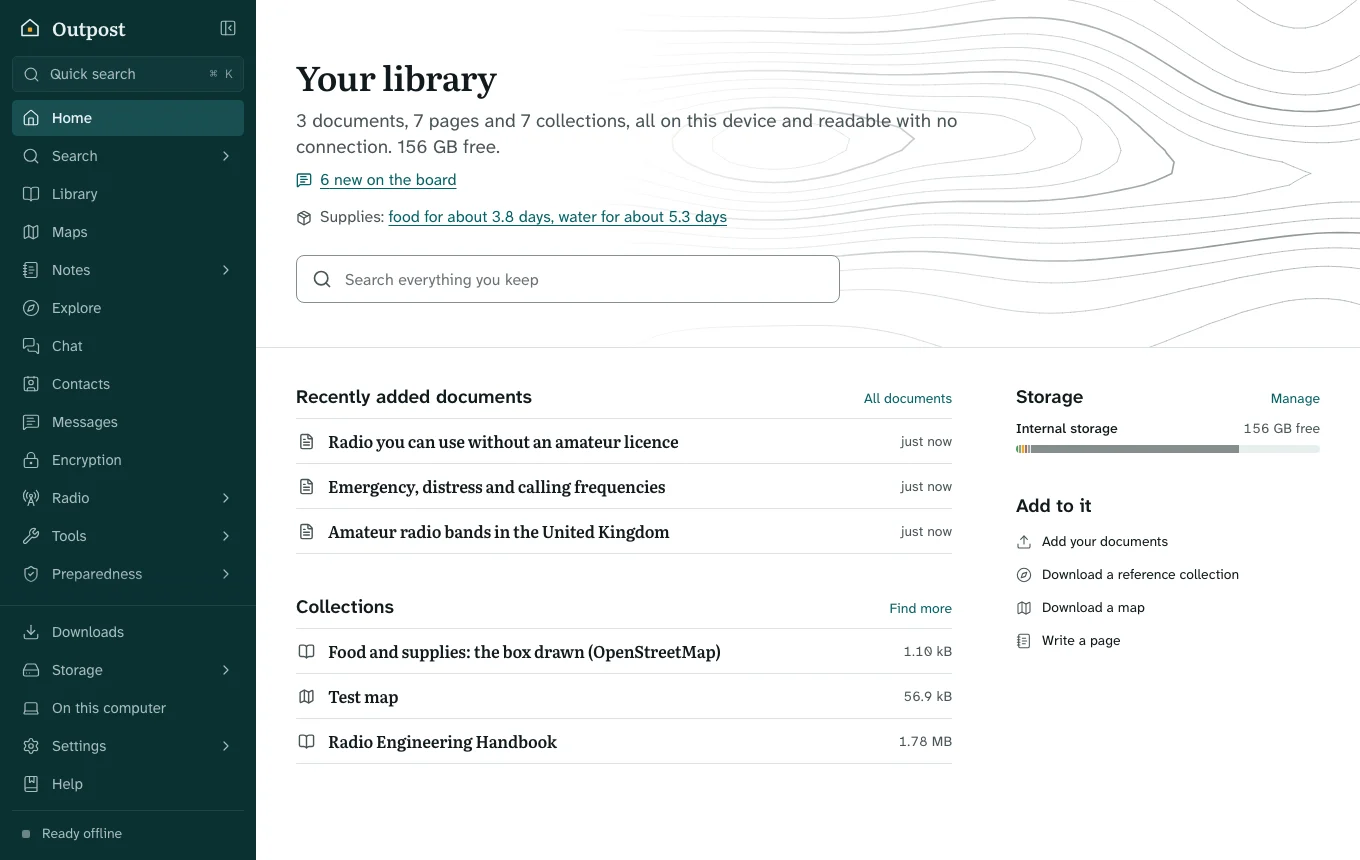 Outpost
Quick search ⌘ K
Home
Search
Library
Maps
Notes
Explore
Chat
Contacts
Messages
Encryption
Radio
Tools
Preparedness
Downloads
Storage
On this computer
Settings
Help
Ready offline
Your library
3 documents, 7 pages and 7 collections, all on this device and readable with no
connection. 156 GB free.
6 new on the board
Supplies: food for about 3.8 days, water for about 5.3 days
Search everything you keep
Recently added documents All documents
Radio you can use without an amateur licence just now
Emergency, distress and calling frequencies just now
Amateur radio bands in the United Kingdom just now
Collections Find more
Food and supplies: the box drawn (OpenStreetMap) 1.10 kB
Test map 56.9 kB
Radio Engineering Handbook 1.78 MB
Storage Manage
Internal storage 156 GB free
Add to it
Add your documents
Download a reference collection
Download a map
Write a page